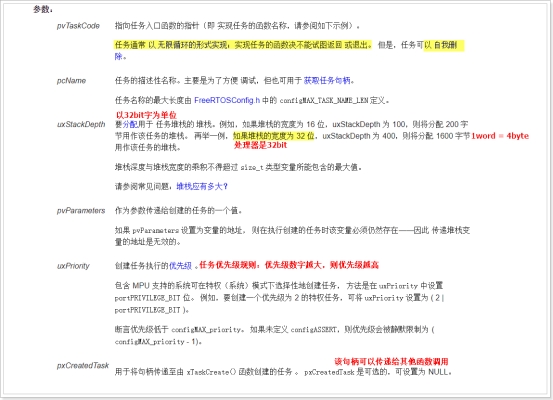 参数：
pvTaskCode 指向任务入口函数的指针（即 实现任务的函数名称，请参阅如下示例）。
任务通常 以 无限循环的形式实现；实现任务的函数决不能试图返回 或退出。 但是，任务可以 自我删
除。
pcName 任务的描述性名称。主要是为了方便 调试，但也可用于 获取任务句柄。
任务名称的最大长度由 FreeRTOSConfig.h 中的 configMAX_TASK_NAME_LEN 定义。
以32bit字为单位
uxStackDepth 要分配用于 任务堆栈的 堆栈。例如，如果堆栈的宽度为 16 位，uxStackDepth 为 100，则将分配 200 字
节用作该任务的堆栈。 再举一例，如果堆栈的宽度为 32 位，uxStackDepth 为 400，则将分配 1600 字节 1word = 4byte
用作该任务的堆栈。 处理器是32bit
堆栈深度与堆栈宽度的乘积不得超过 size_t 类型变量所能包含的最大值。
请参阅常见问题：堆栈应有多大？
pvParameters 作为参数传递给创建的任务的一个值。
如果 pvParameters 设置为变量的地址， 则在执行创建的任务时该变量必须仍然存在——因此 传递堆栈变
量的地址是无效的。
uxPriority 创建任务执行的优先级 。 任务优先级规则：优先级数字越大，则优先级越高
包含 MPU 支持的系统可在特权（系统）模式下选择性地创建任务， 方法是在 uxPriority 中设置
portPRIVILEGE_BIT 位。 例如，要创建一个优先级为 2 的特权任务，可将 uxPriority 设置为 ( 2 |
portPRIVILEGE_BIT )。
断言优先级低于 configMAX_priority。 如果未定义 configASSERT，则优先级会被静默限制为 (
configMAX_priority - 1)。
该句柄可以传递给其他函数调用
pxCreatedTask 用于将句柄传递至由 xTaskCreate() 函数创建的任务 。 pxCreatedTask 是可选的，可设置为 NULL。